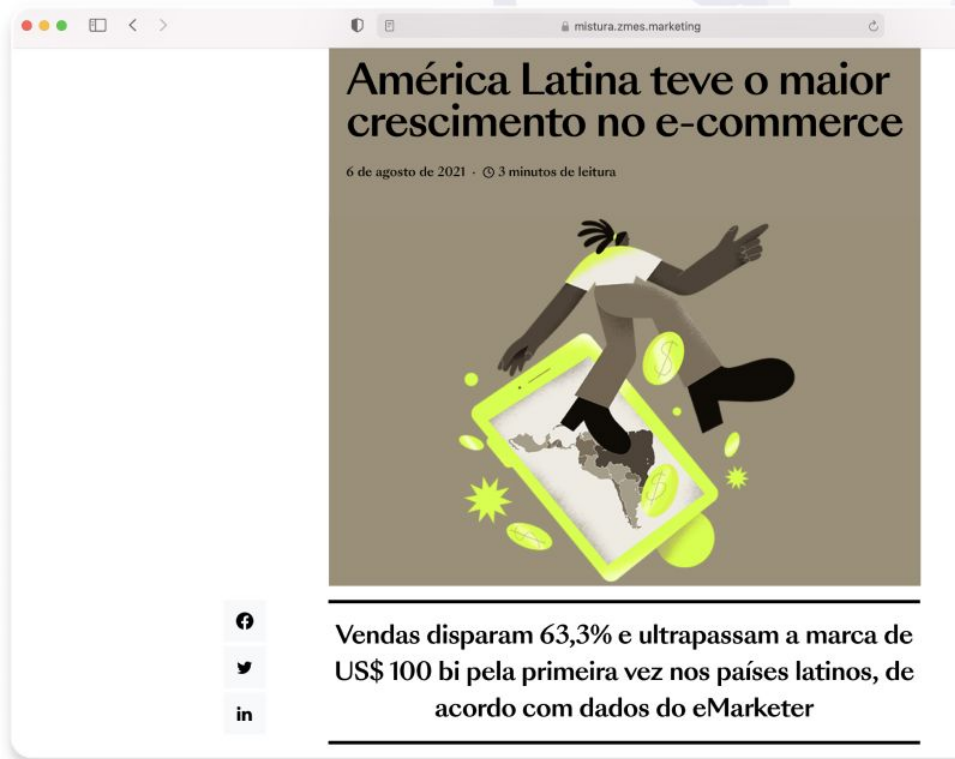 mistura.zmes.marketing
América Latina teve o maior
crescimento no e-commerce
6 de agosto de 2021 · 3 minutos de leitura
$
$
Vendas disparam 63,3% e ultrapassam a marca de
US$ 100 bi pela primeira vez nos países latinos, de
acordo com dados do eMarketer
in